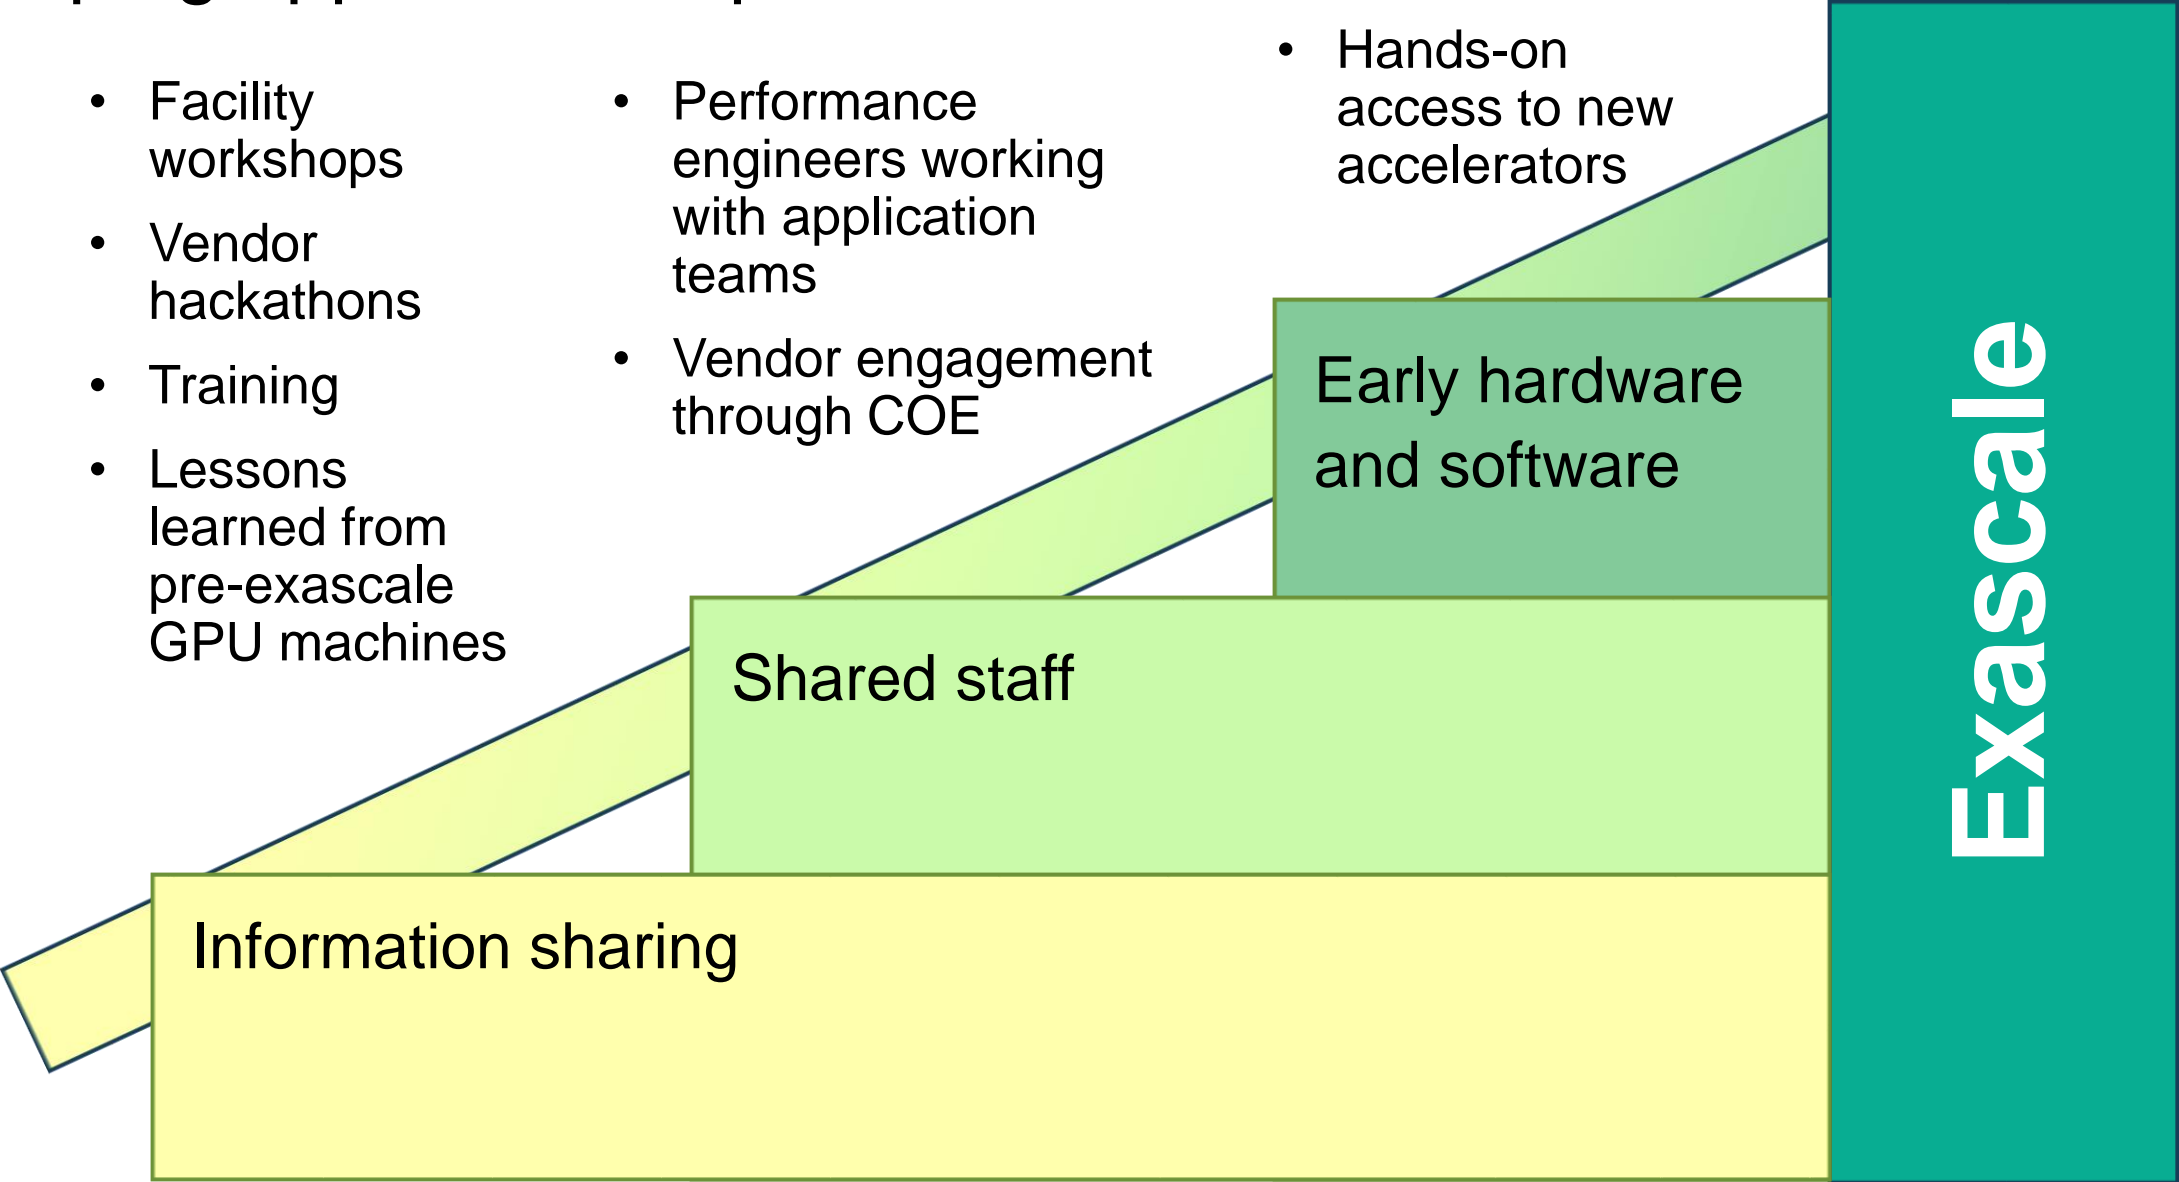 • Facility
workshops
• Vendor
hackathons
• Training
• Lessons
learned from
pre-exascale
GPU machines
• Performance
engineers working
with application
teams
• Vendor engagement
through COE
• Hands-on
access to new
accelerators
Early hardware
and software
Shared staff
Information sharing
Exascale